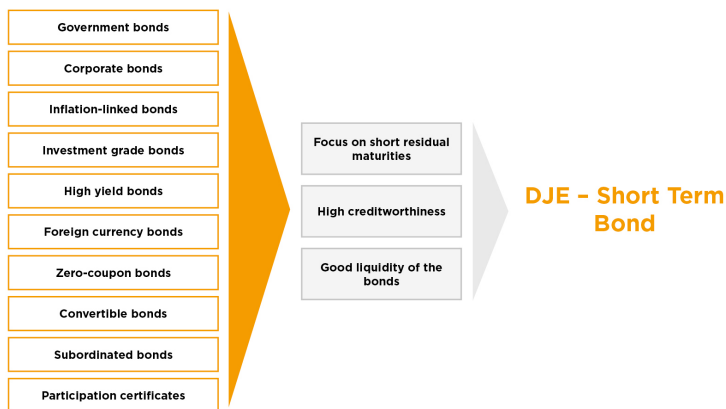 Government bonds
Corporate bonds
Inflation-linked bonds
Investment grade bonds
High yield bonds
Foreign currency bonds
Zero-coupon bonds
Convertible bonds
Subordinated bonds
Participation certificates
Focus on short residual
maturities
High creditworthiness
Good liquidity of the
bonds
DJE – Short Term
Bond